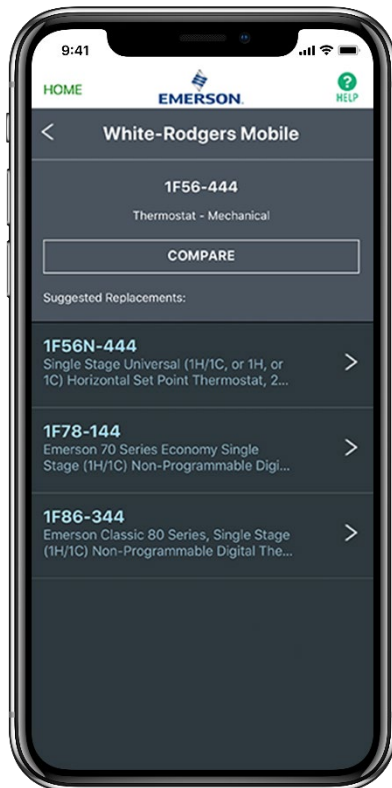 9:41
HOME
EMERSON
HELP
White-Rodgers Mobile
1F56-444
Thermostat - Mechanical
COMPARE
Suggested Replacements:
1F56N-444
Single Stage Universal (1H/1C, or 1H, or
1C) Horizontal Set Point Thermostat, 2...
1F78-144
Emerson 70 Series Economy Single
Stage (1H/1C) Non-Programmable Digi...
1F86-344
Emerson Classic 80 Series, Single Stage
(1H/1C) Non-Programmable Digital The...